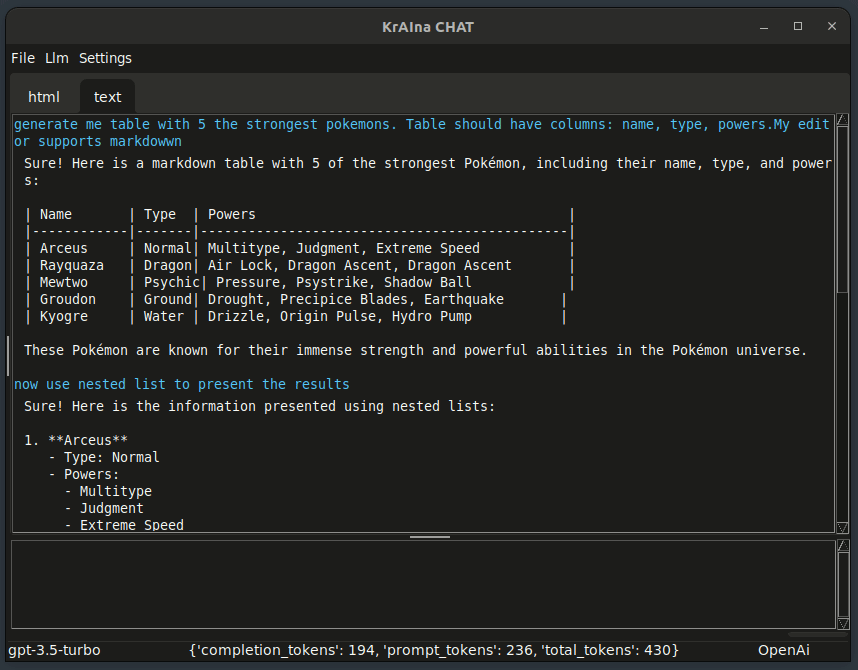 KrAIna CHAT
File Llm Settings
html text
generate me table with 5 the strongest pokemons. Table should have columns: name, type, powers.My edit
or supports markdowwn
Sure! Here is a markdown table with 5 of the strongest Pokémon, including their name, type, and power
s:
| Name       | Type  | Powers                                       |
|------------|-------|----------------------------------------------|
| Arceus     | Normal| Multitype, Judgment, Extreme Speed           |
| Rayquaza   | Dragon| Air Lock, Dragon Ascent, Dragon Ascent       |
| Mewtwo     | Psychic| Pressure, Psystrike, Shadow Ball            |
| Groudon    | Ground| Drought, Precipice Blades, Earthquake       |
| Kyogre     | Water | Drizzle, Origin Pulse, Hydro Pump           |
These Pokémon are known for their immense strength and powerful abilities in the Pokémon universe.
now use nested list to present the results
Sure! Here is the information presented using nested lists:
1. **Arceus**
- Type: Normal
- Powers:
- Multitype
- Judgment
- Extreme Speed
gpt-3.5-turbo {'completion_tokens': 194, 'prompt_tokens': 236, 'total_tokens': 430} OpenAi